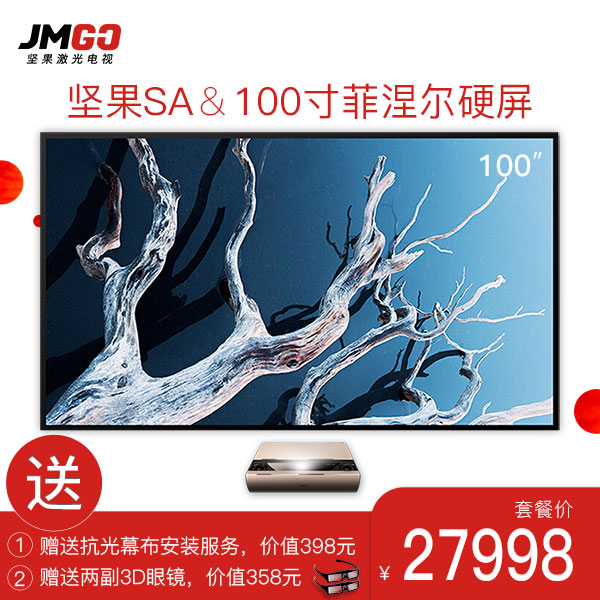 JMGO
坚果激光电视
坚果SA&100寸菲涅尔硬屏
100"
送
套餐价
① 赠送抗光幕布安装服务，价值398元
② 赠送两副3D眼镜，价值358元
¥27998